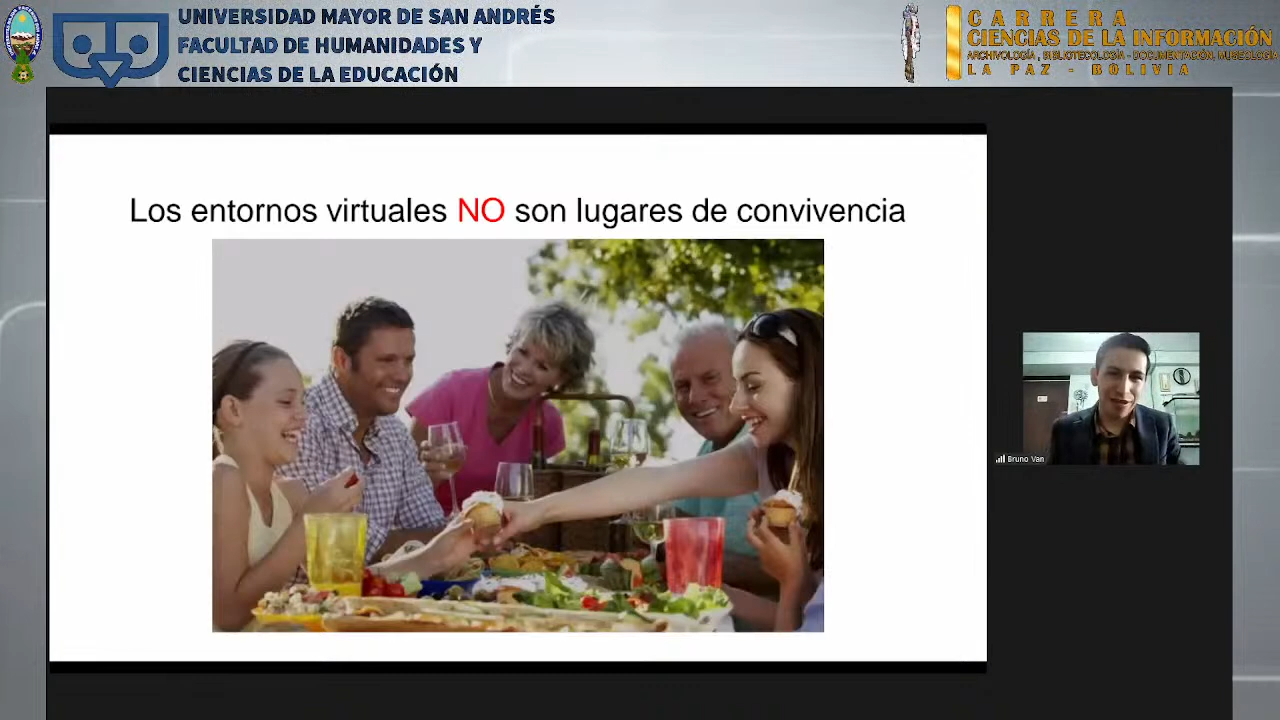 UNIVERSIDAD MAYOR DE SAN ANDRÉS
FACULTAD DE HUMANIDADES Y
CIENCIAS DE LA EDUCACIÓN
CARRERA
CIENCIAS DE LA INFORMACIÓN
ARCHIVOLOGÍA, BIBLIOTECOLOGÍA - DOCUMENTACIÓN, MUSEOLOGÍA
LA PAZ - BOLIVIA
Los entornos virtuales NO son lugares de convivencia
Bruno Van